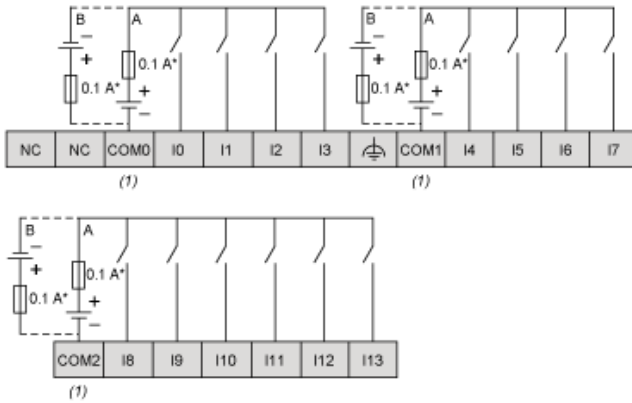 B A B A
− −
+ 0.1 A* + 0.1 A*
0.1 A* + 0.1 A* +
− −
NC NC COM0 I0 I1 I2 I3 COM1 I4 I5 I6 I7
(1) (1)
B A
−
+ 0.1 A*
0.1 A* +
−
COM2 I8 I9 I10 I11 I12 I13
(1)